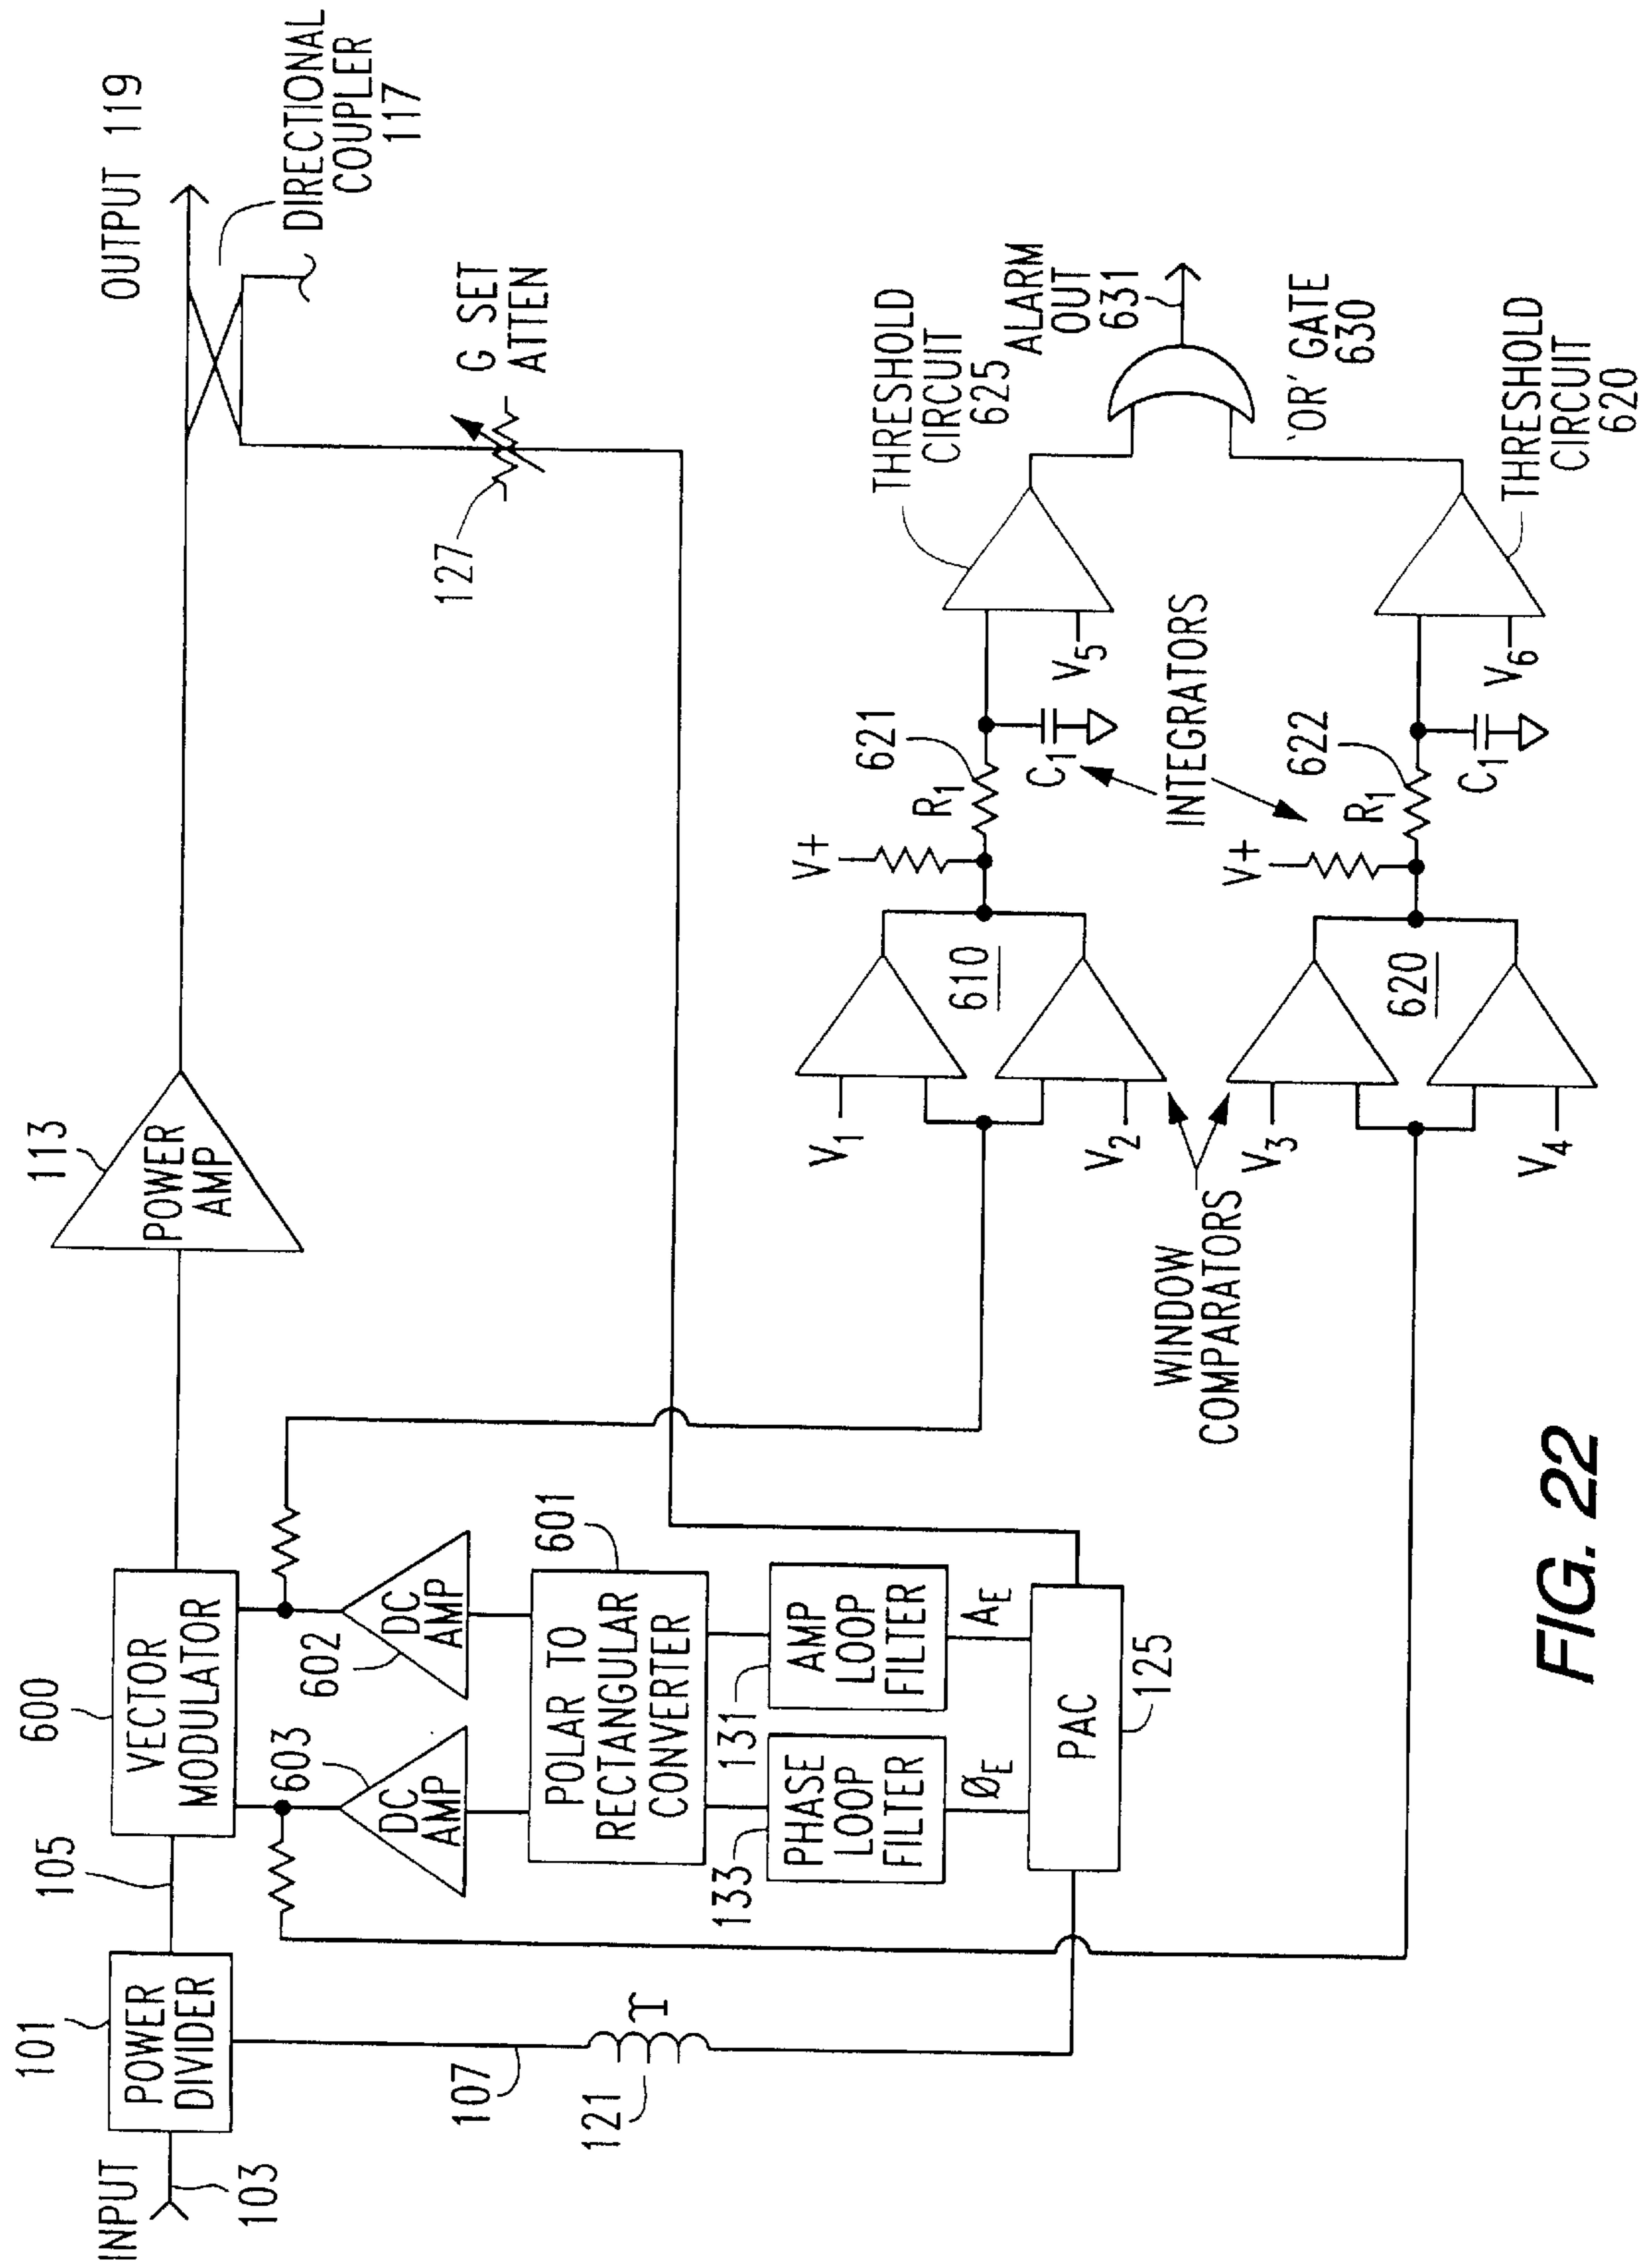 INPUT
103
101
POWER
DIVIDER
105
107
121
Τ
600
VECTOR
MODULATOR
603
DC
AMP
602
DC
AMP
601
POLAR TO
RECTANGULAR
CONVERTER
133
PHASE
LOOP
FILTER
131
AMP
LOOP
FILTER
ØE
AE
PAC
125
113
POWER
AMP
OUTPUT 119
DIRECTIONAL
COUPLER
117
127
G SET
ATTEN
V1
V2
610
V+
R1
621
C1
V5
THRESHOLD
CIRCUIT
625
WINDOW
COMPARATORS
INTEGRATORS
V3
V4
620
V+
R1
622
C1
V6
THRESHOLD
CIRCUIT
620
ALARM
OUT
631
'OR' GATE
630
FIG. 22